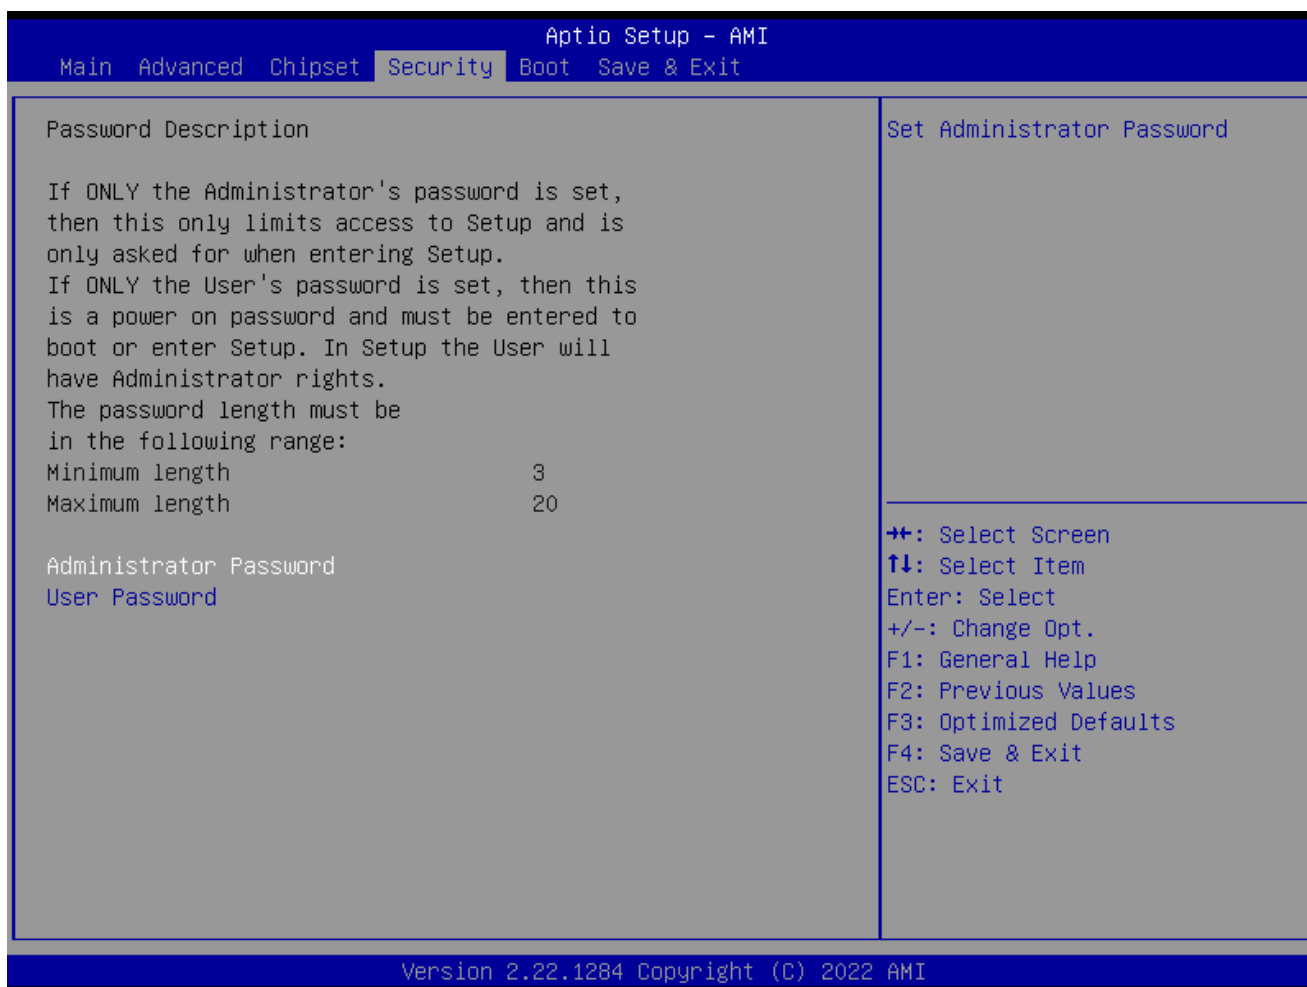 Aptio Setup – AMI
Main Advanced Chipset Security Boot Save & Exit
Password Description
If ONLY the Administrator's password is set,
then this only limits access to Setup and is
only asked for when entering Setup.
If ONLY the User's password is set, then this
is a power on password and must be entered to
boot or enter Setup. In Setup the User will
have Administrator rights.
The password length must be
in the following range:
Minimum length 3
Maximum length 20
Administrator Password
User Password
Set Administrator Password
→←: Select Screen
↑↓: Select Item
Enter: Select
+/-: Change Opt.
F1: General Help
F2: Previous Values
F3: Optimized Defaults
F4: Save & Exit
ESC: Exit
Version 2.22.1284 Copyright (C) 2022 AMI